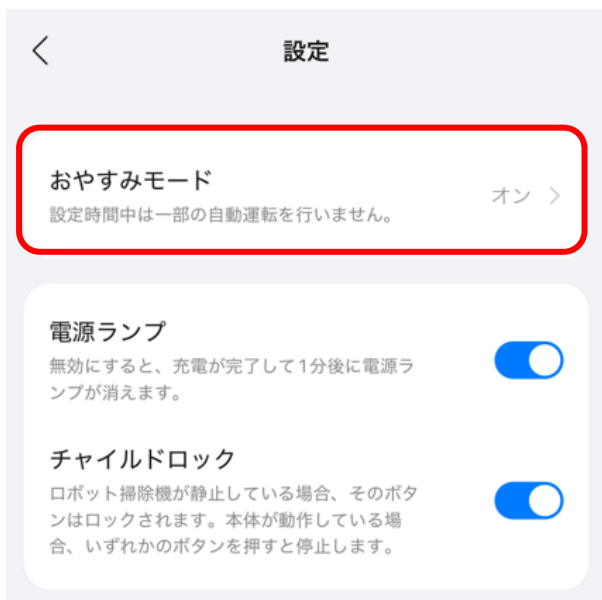 設定
おやすみモード
オン
設定時間中は一部の自動運転を行いません。
電源ランプ
無効にすると、充電が完了して1分後に電源ラ
ンプが消えます。
チャイルドロック
ロボット掃除機が静止している場合、そのボタ
ンはロックされます。本体が動作している場
合、いずれかのボタンを押すと停止します。